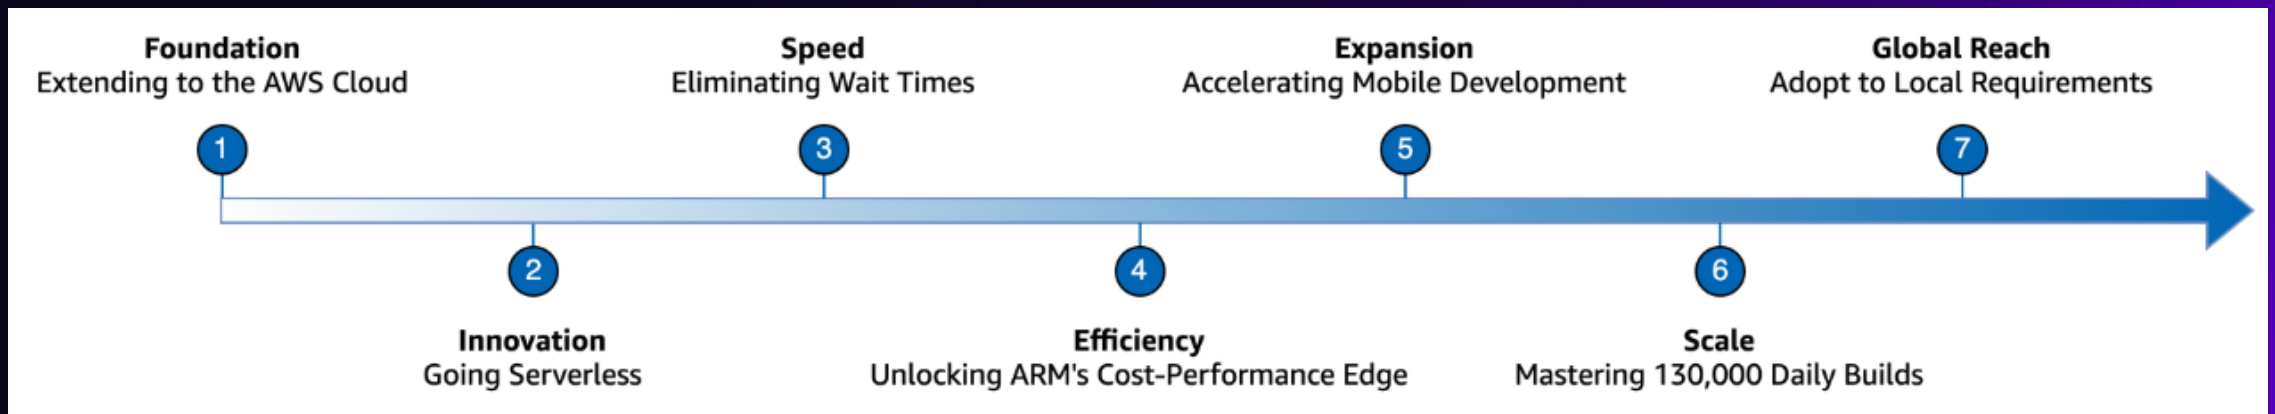 Foundation
Extending to the AWS Cloud
Speed
Eliminating Wait Times
Expansion
Accelerating Mobile Development
Global Reach
Adopt to Local Requirements
1
3
5
7
2
4
6
Innovation
Going Serverless
Efficiency
Unlocking ARM's Cost-Performance Edge
Scale
Mastering 130,000 Daily Builds